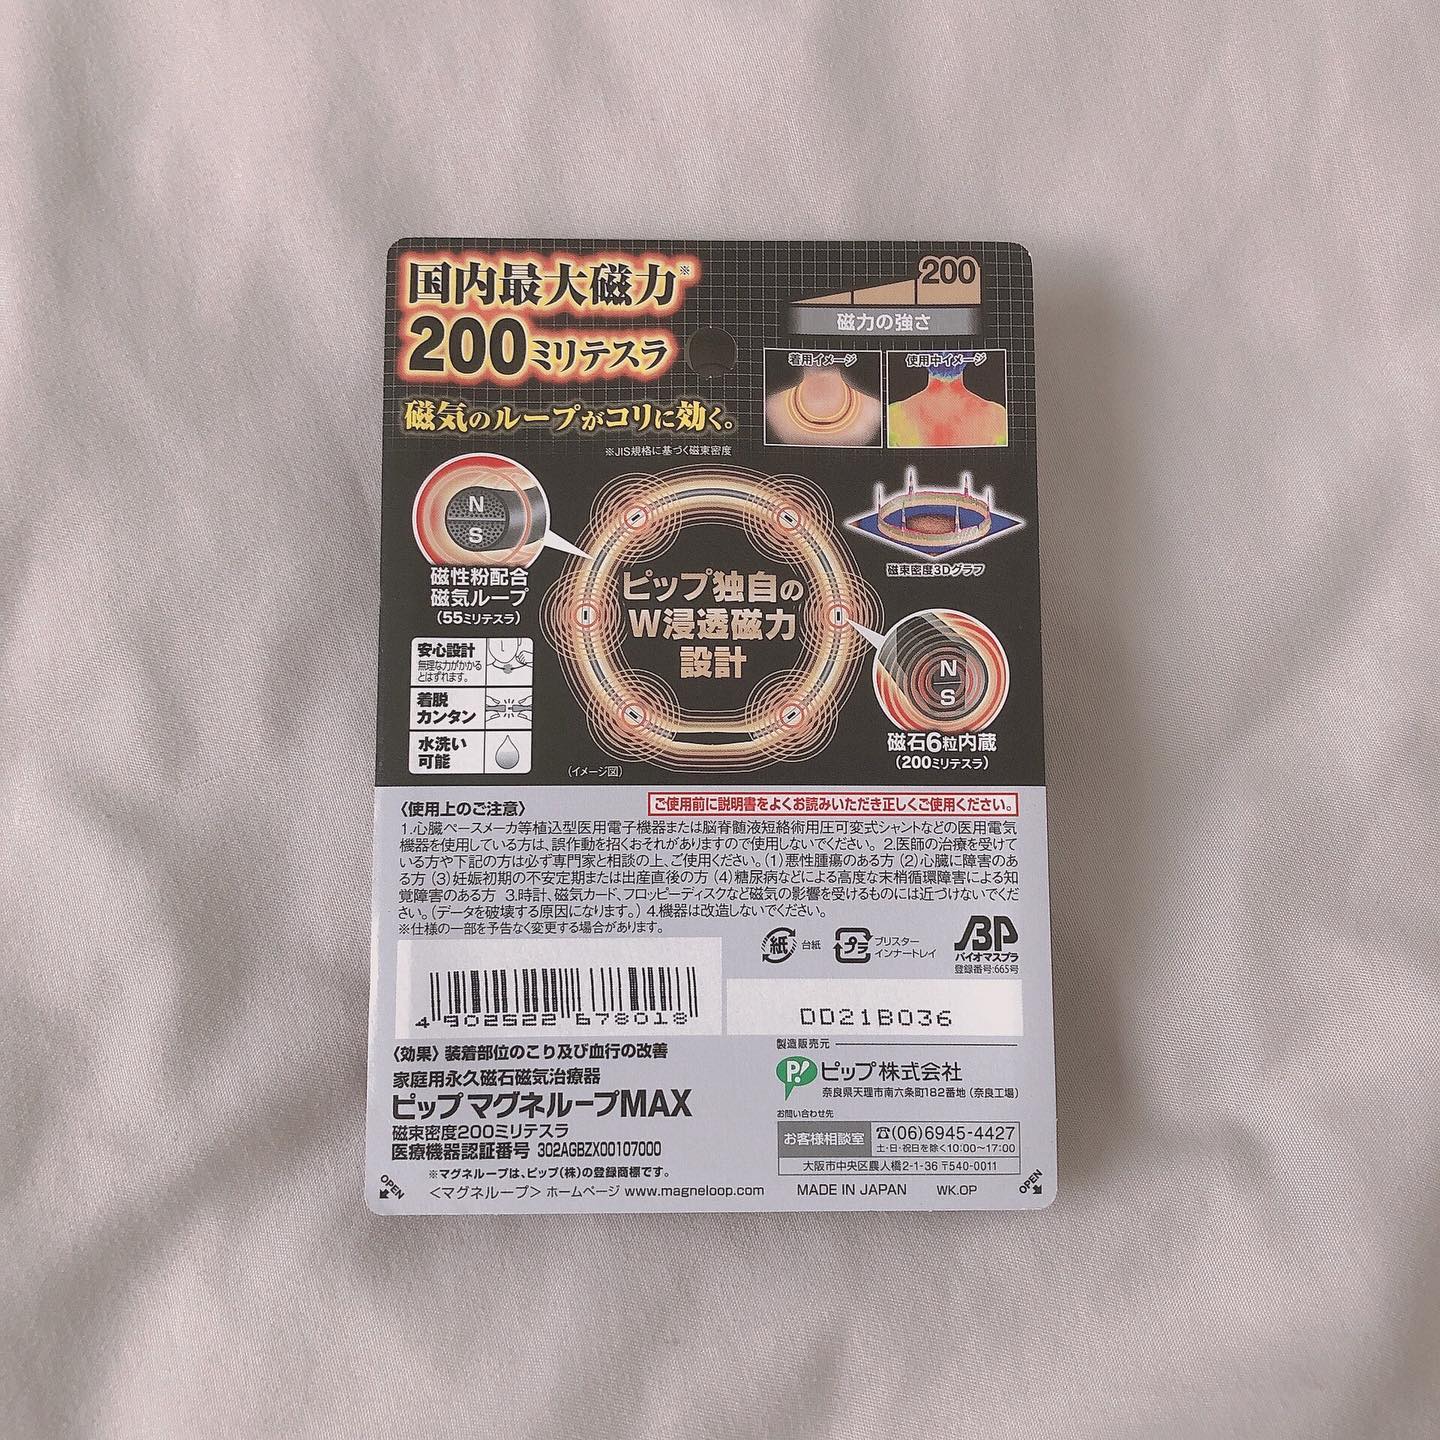 国内最大磁力※
200ミリテスラ
磁気のループがコリに効く。
※JIS規格に基づく磁束密度
200
磁力の強さ
着用イメージ
使用中イメージ
磁束密度3Dグラフ
N
S
磁性粉配合
磁気ループ
(55ミリテスラ)
ピップ独自の
W浸透磁力
設計
N
S
磁石6粒内蔵
(200ミリテスラ)
安心設計
無理な力がかかる
とはずれます。
着脱
カンタン
水洗い
可能
(イメージ図)
〈使用上のご注意〉
ご使用前に説明書をよくお読みいただき正しくご使用ください。
1.心臓ペースメーカ等植込型医用電子機器または脳脊髄液短絡術用圧可変式シャントなどの医用電気
機器を使用している方は、誤作動を招くおそれがありますので使用しないでください。 2.医師の治療を受けて
いる方や下記の方は必ず専門家と相談の上、ご使用ください。(1)悪性腫瘍のある方 (2)心臓に障害のあ
る方 (3)妊娠初期の不安定期または出産直後の方 (4)糖尿病などによる高度な末梢循環障害による知
覚障害のある方 3.時計、磁気カード、フロッピーディスクなど磁気の影響を受けるものには近づけないでくだ
さい。(データを破壊する原因になります。) 4.機器は改造しないでください。
※仕様の一部を予告なく変更する場合があります。
紙
台紙
プラ
ブリスター
インナートレイ
BP
バイオマスプラ
登録番号:665号
4 902522 678018
DD21B036
〈効果〉 装着部位のこり及び血行の改善
家庭用永久磁石磁気治療器
ピップ マグネループMAX
磁束密度200ミリテスラ
医療機器認証番号 302AGBZX00107000
※マグネループは、ピップ(株)の登録商標です。
製造販売元
P!
ピップ株式会社
奈良県天理市南六条町182番地 (奈良工場)
お問い合わせ先
お客様相談室
☎(06)6945-4427
土・日・祝日を除く10:00〜17:00
大阪市中央区農人橋2-1-36 〒540-0011
OPEN
<マグネループ> ホームページ www.magneloop.com
MADE IN JAPAN
WK.OP
OPEN